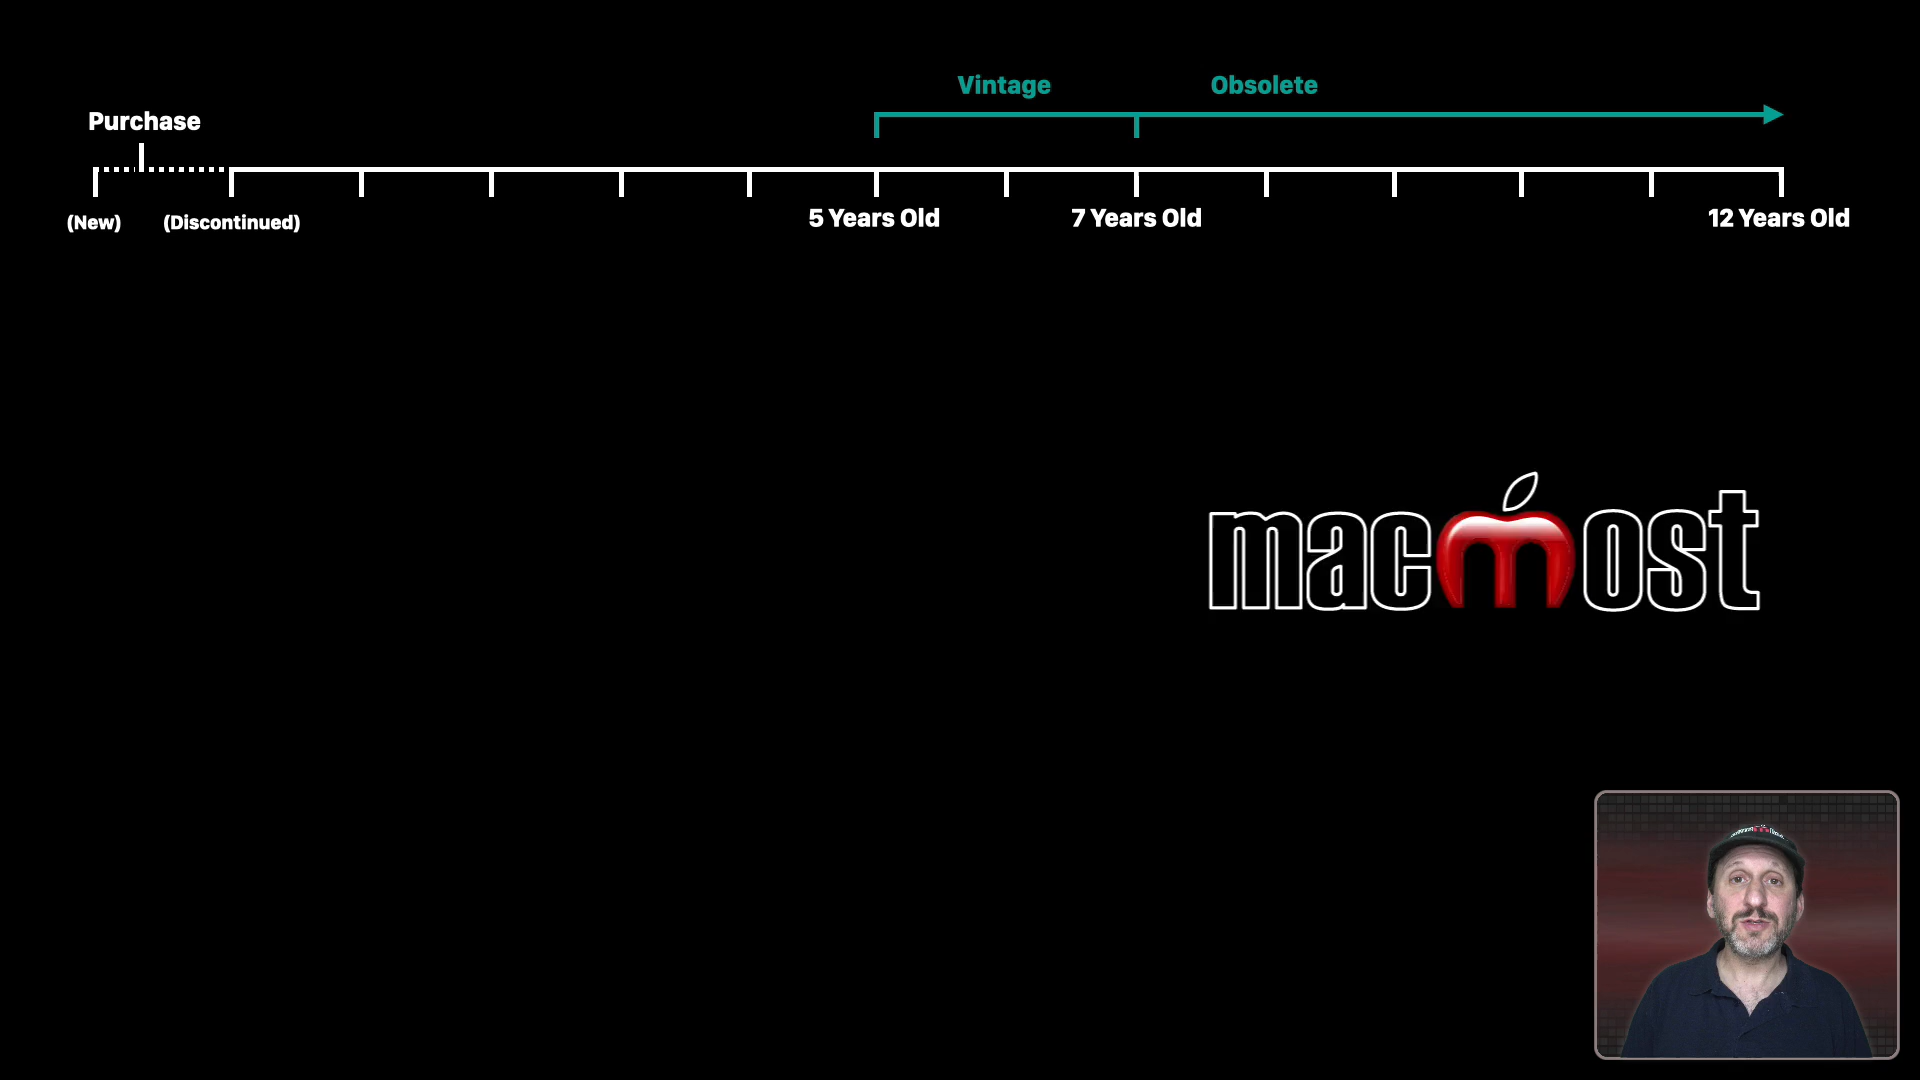 Vintage
Obsolete
Purchase
(New)
(Discontinued)
5 Years Old
7 Years Old
12 Years Old
macmost